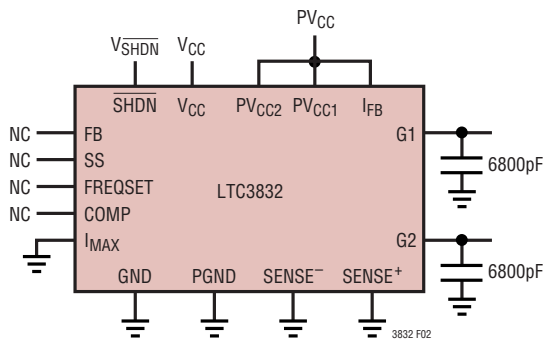 PVCC
VSHDN VCC
SHDN VCC PVCC2 PVCC1 IFB
NC FB G1
NC SS 6800pF
NC FREQSET LTC3832
NC COMP
IMAX G2
GND PGND SENSE− SENSE+ 6800pF
3832 F02